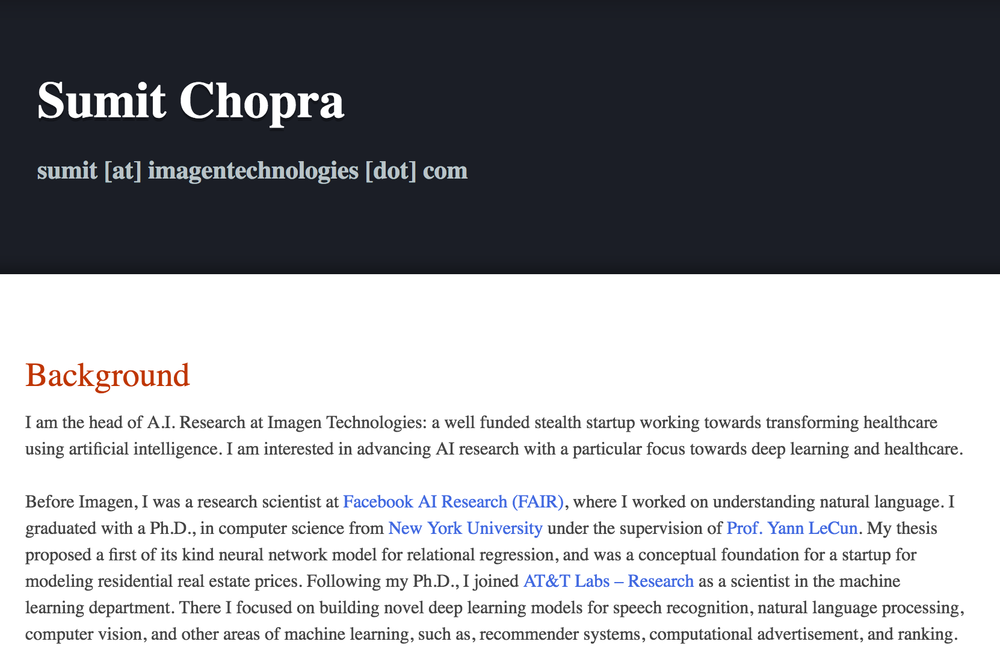 Sumit Chopra
sumit [at] imagentechnologies [dot] com
Background
I am the head of A.I. Research at Imagen Technologies: a well funded stealth startup working towards transforming healthcare
using artificial intelligence. I am interested in advancing AI research with a particular focus towards deep learning and healthcare.
Before Imagen, I was a research scientist at Facebook AI Research (FAIR), where I worked on understanding natural language. I
graduated with a Ph.D., in computer science from New York University under the supervision of Prof. Yann LeCun. My thesis
proposed a first of its kind neural network model for relational regression, and was a conceptual foundation for a startup for
modeling residential real estate prices. Following my Ph.D., I joined AT&T Labs – Research as a scientist in the machine
learning department. There I focused on building novel deep learning models for speech recognition, natural language processing,
computer vision, and other areas of machine learning, such as, recommender systems, computational advertisement, and ranking.